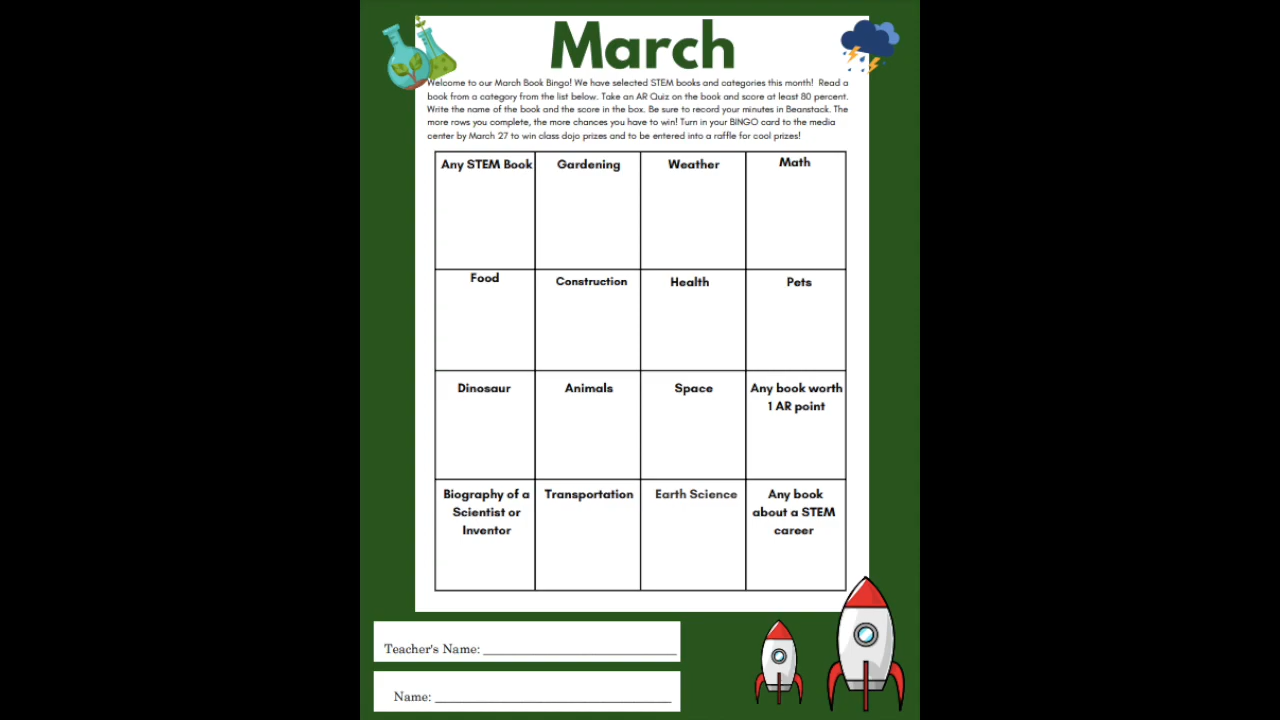 March
Welcome to our March Book Bingo! We have selected STEM books and categories this month! Read a
book from a category from the list below. Take an AR Quiz on the book and score at least 80 percent.
Write the name of the book and the score in the box. Be sure to record your minutes in Beanstack. The
more rows you complete, the more chances you have to win! Turn in your BINGO card to the media
center by March 27 to win class dojo prizes and to be entered into a raffle for cool prizes!
Any STEM Book
Gardening
Weather
Math
Food
Construction
Health
Pets
Dinosaur
Animals
Space
Any book worth
1 AR point
Biography of a
Scientist or
Inventor
Transportation
Earth Science
Any book
about a STEM
career
Teacher's Name: ____________________________
Name: ____________________________